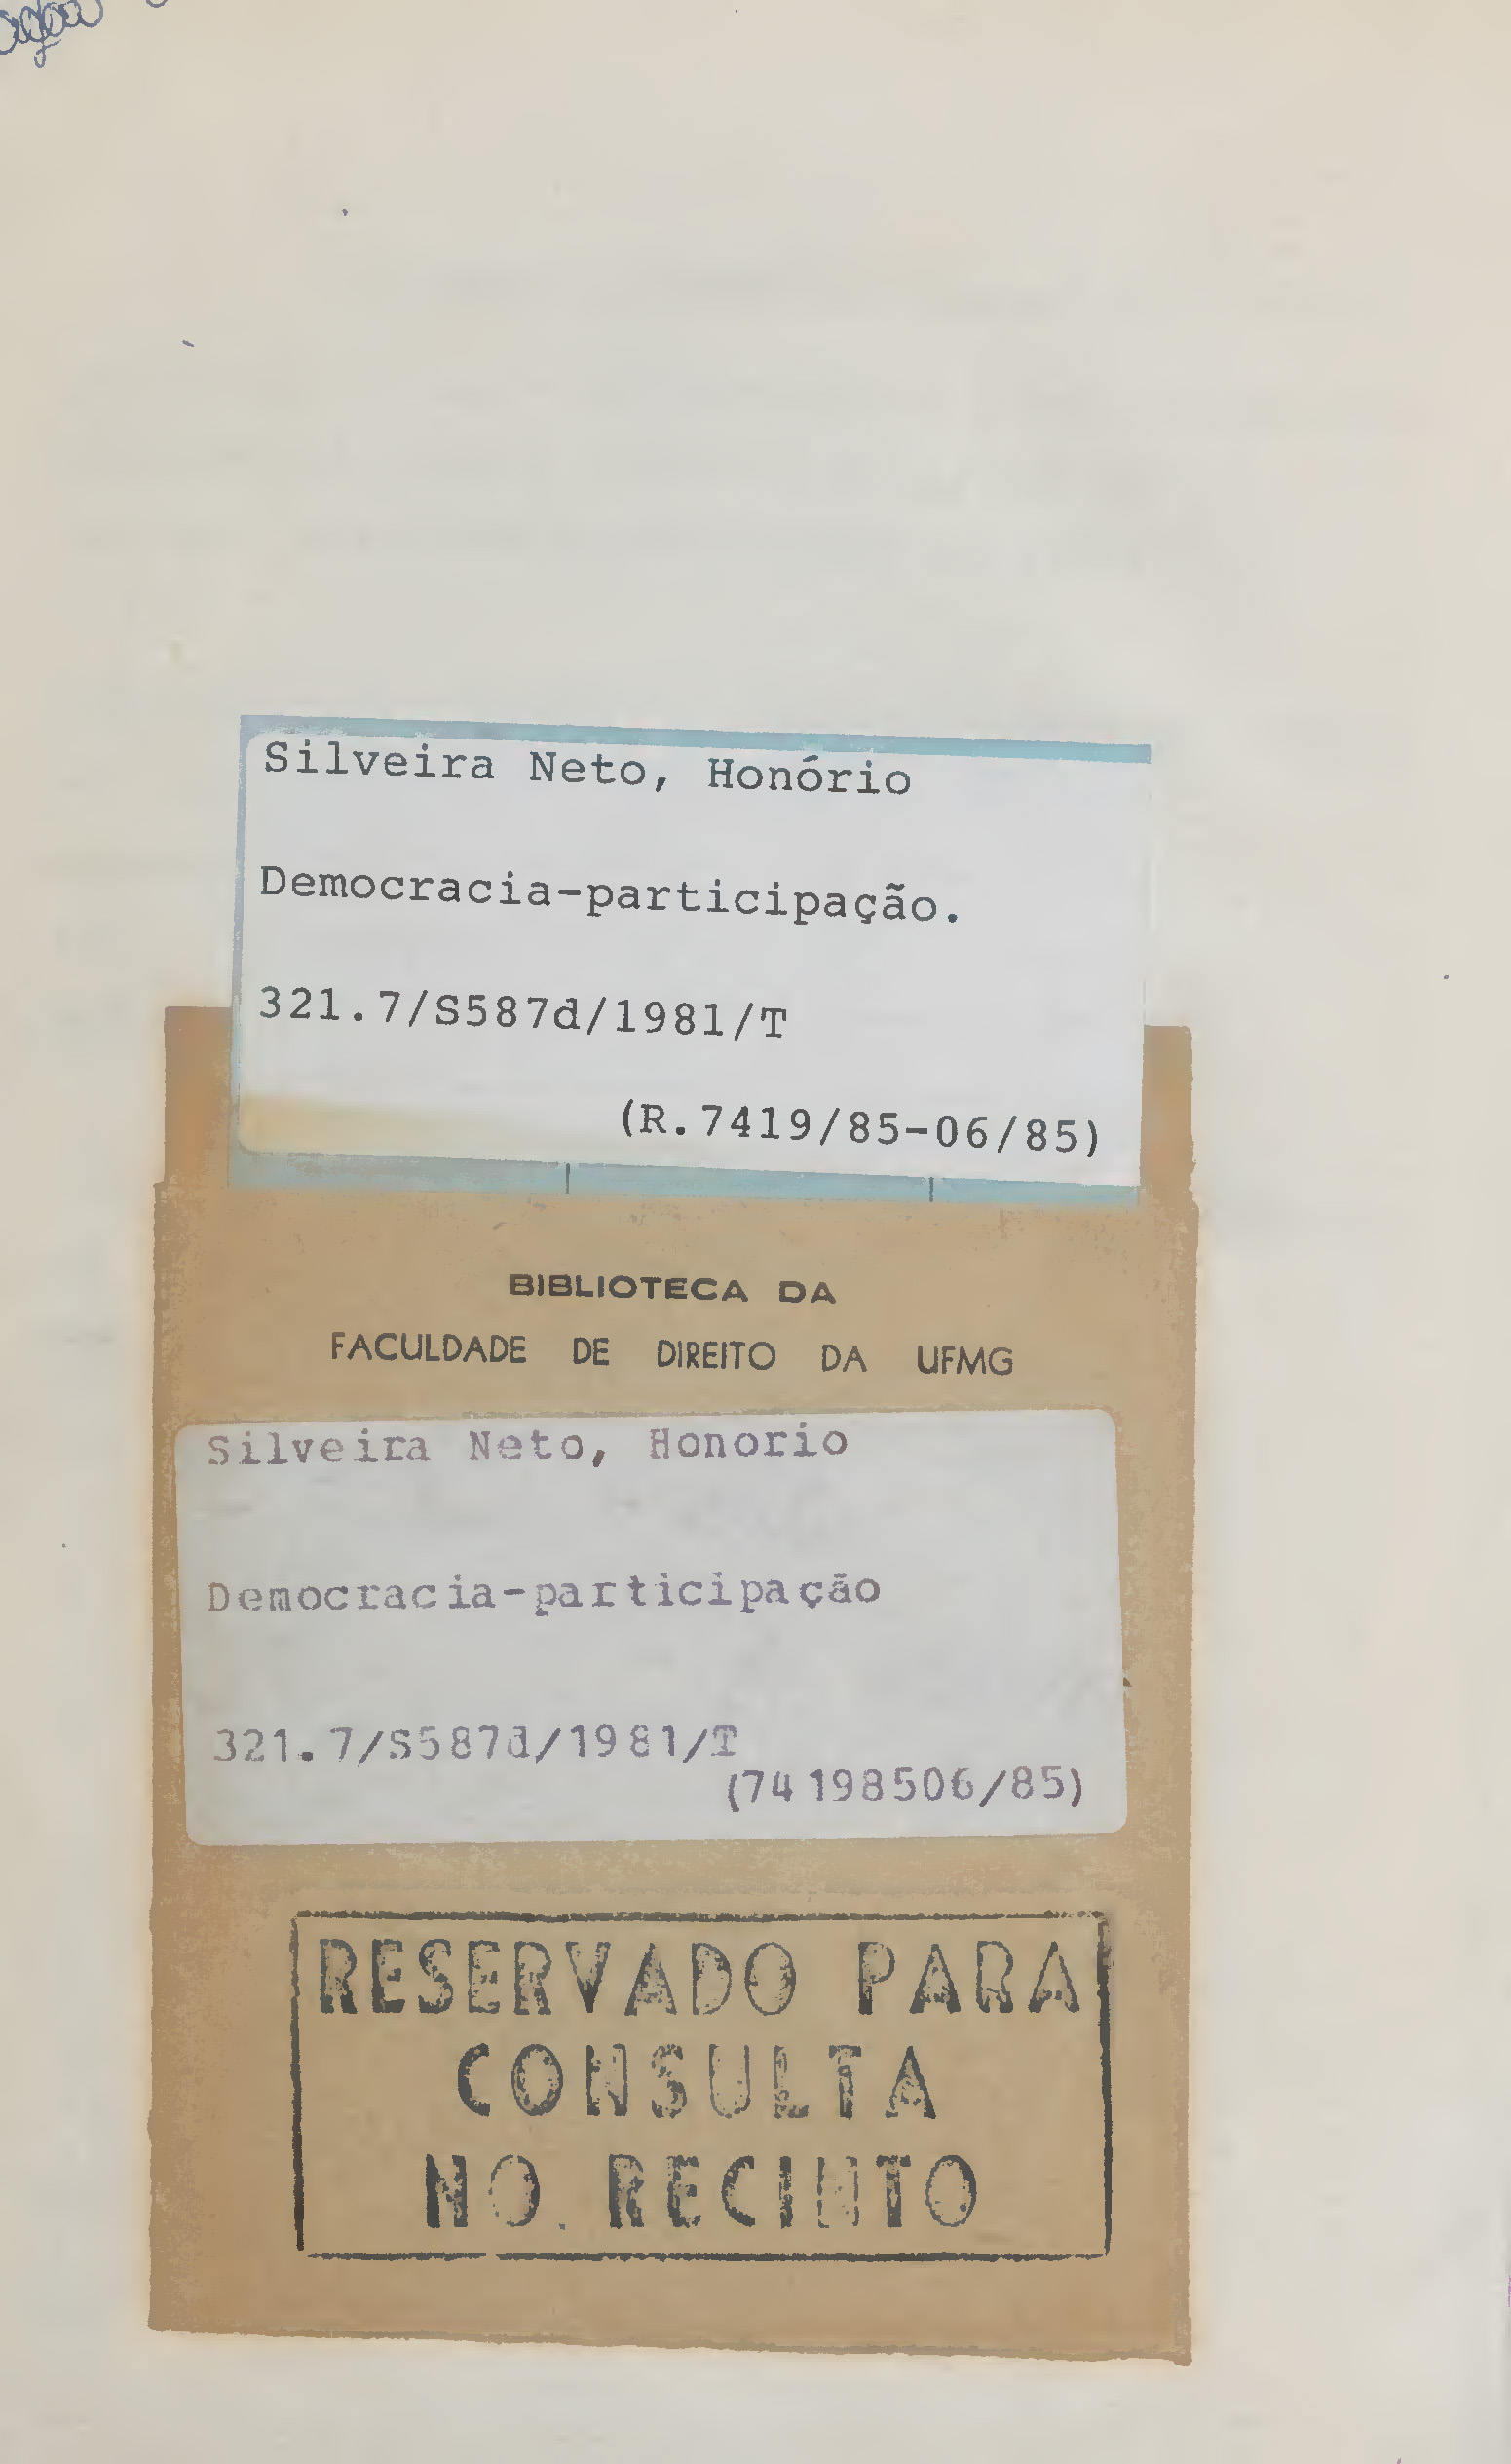 Silveira Neto, Honório
Democracia-participação.
321.7/S587d/1981/T
(R.7419/85-06/85)
BIBLIOTECA DA
FACULDADE DE DIREITO DA UFMG
Silveira Neto, Honorio
Democracia-participação
321.7/S587d/1981/T
(74198506/85)
RESERVADO PARA
CONSULTA
NO RECINTO